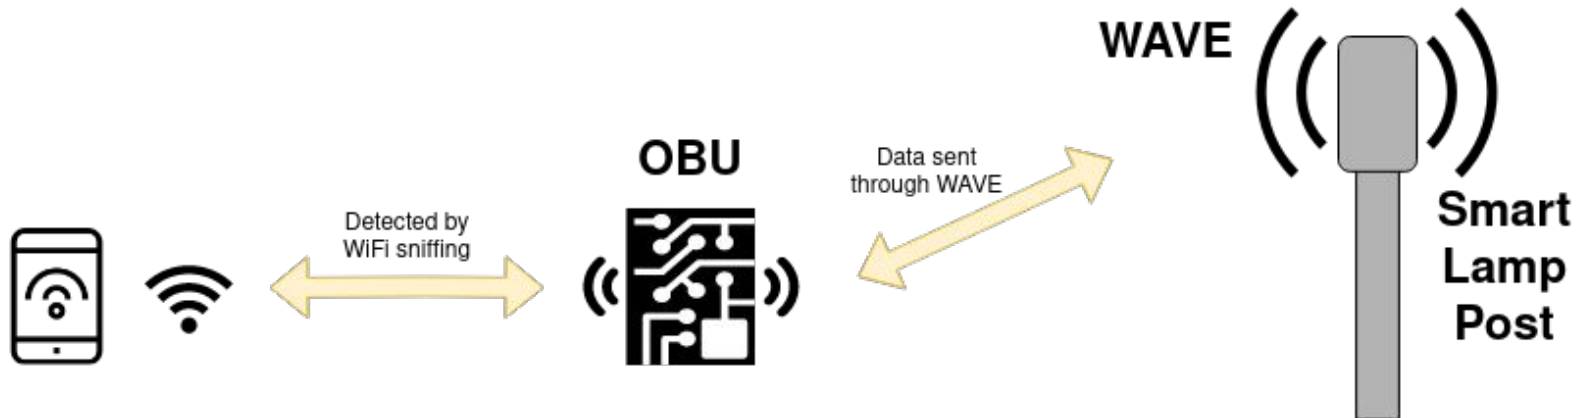 WAVE
OBU
Data sent
through WAVE
Detected by
WiFi sniffing
Smart
Lamp
Post